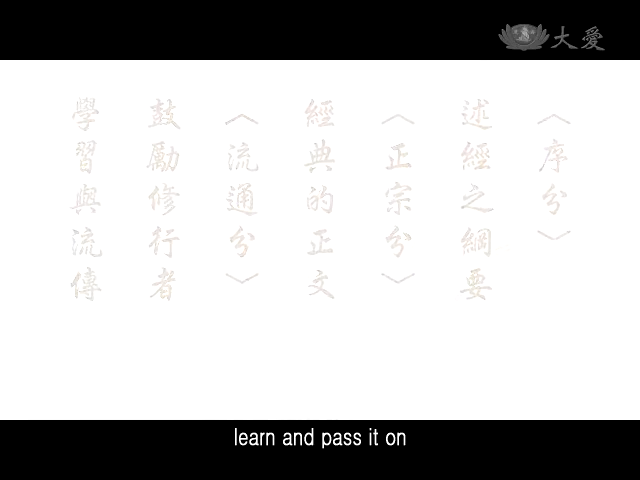 大愛
〈序分〉
述經之綱要
〈正宗分〉
經典的正文
〈流通分〉
鼓勵修行者
學習與流傳
learn and pass it on